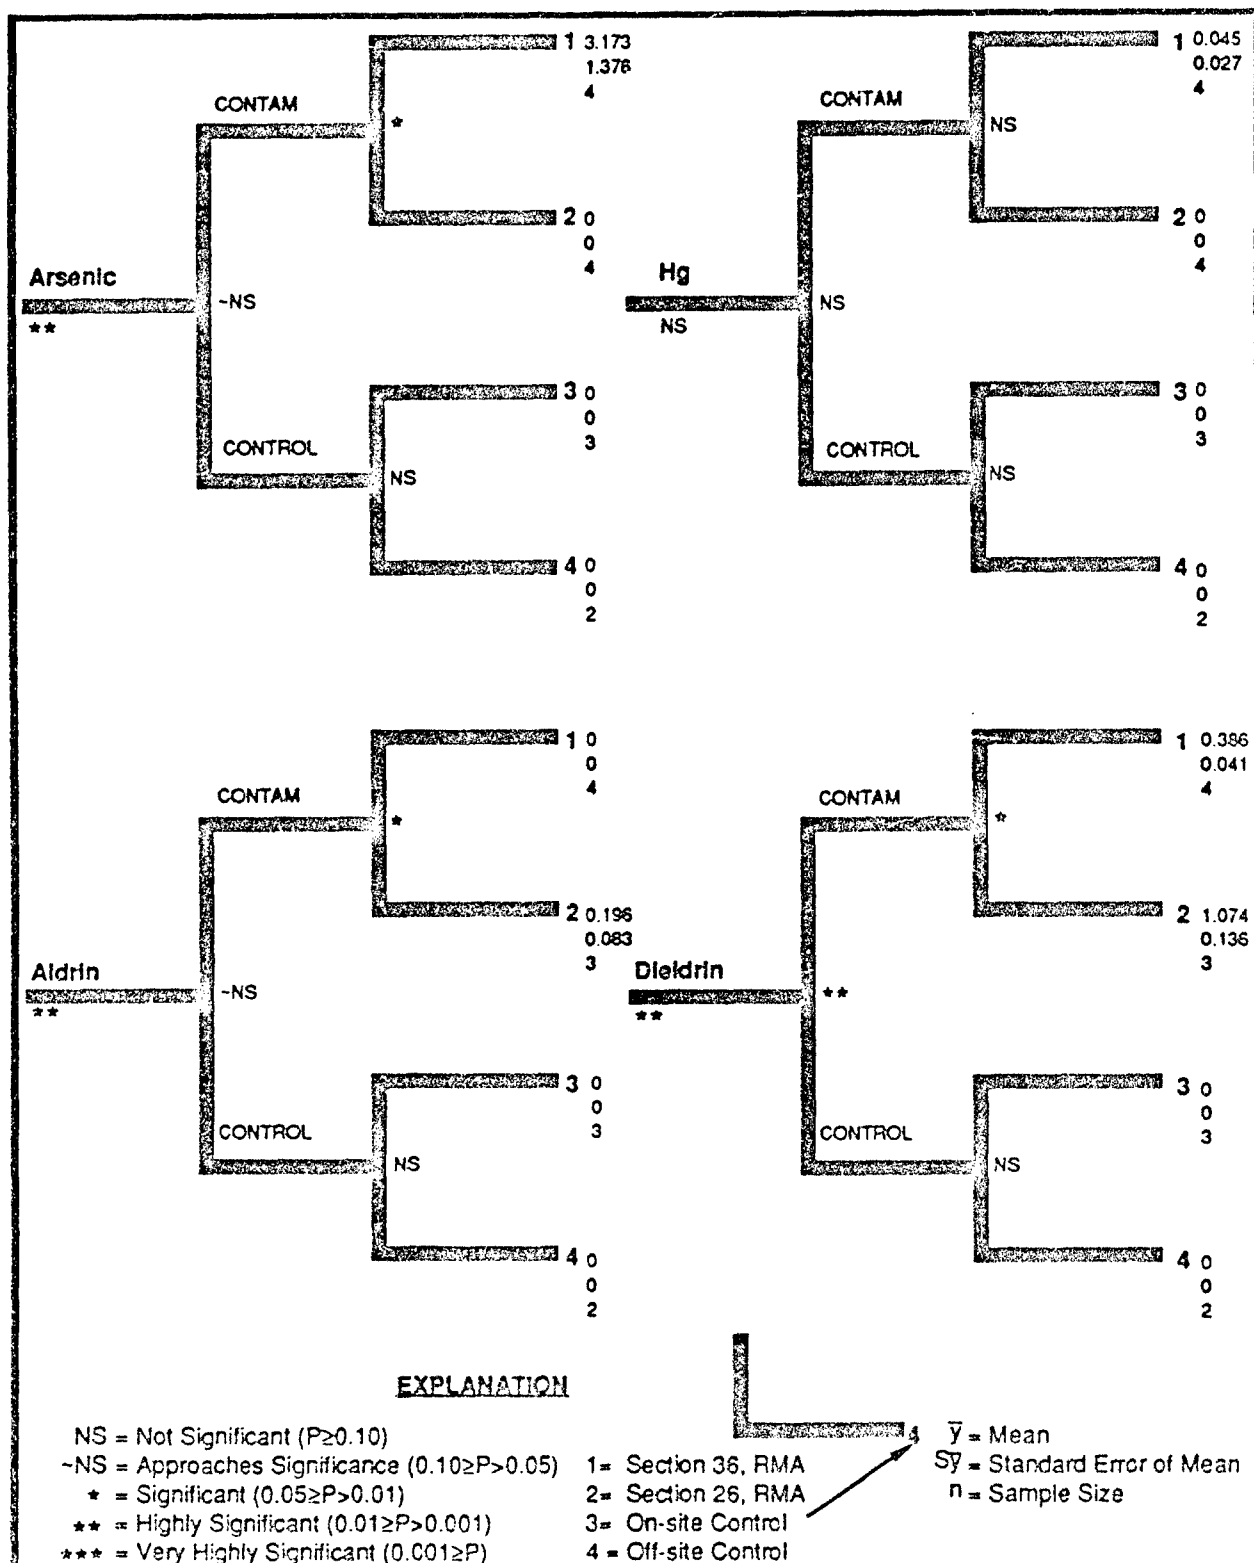 1 3.173
1.376
4
CONTAM
*
2 0
0
4
Arsenic
**
~NS
3 0
0
3
CONTROL
NS
4 0
0
2
1 0.045
0.027
4
CONTAM
NS
2 0
0
4
Hg
NS
NS
3 0
0
3
CONTROL
NS
4 0
0
2
1 0
0
4
CONTAM
*
2 0.196
0.083
3
Aldrin
**
~NS
3 0
0
3
CONTROL
NS
4 0
0
2
1 0.386
0.041
4
CONTAM
*
2 1.074
0.136
3
Dieldrin
**
**
3 0
0
3
CONTROL
NS
4 0
0
2
EXPLANATION
NS = Not Significant (P≥0.10)
~NS = Approaches Significance (0.10≥P>0.05)
* = Significant (0.05≥P>0.01)
** = Highly Significant (0.01≥P>0.001)
*** = Very Highly Significant (0.001≥P)
1= Section 36, RMA
2= Section 26, RMA
3= On-site Control
4 = Off-site Control
4
y̅ = Mean
Sy̅ = Standard Error of Mean
n = Sample Size